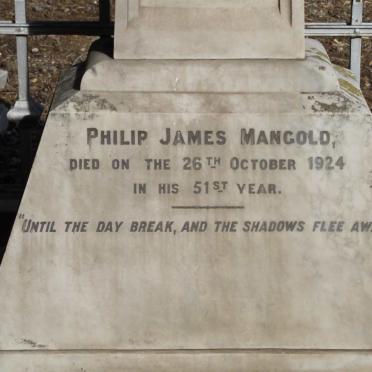 PHILIP JAMES MANGOLD,
DIED ON THE 26TH OCTOBER 1924
IN HIS 51ST YEAR.
"UNTIL THE DAY BREAK, AND THE SHADOWS FLEE